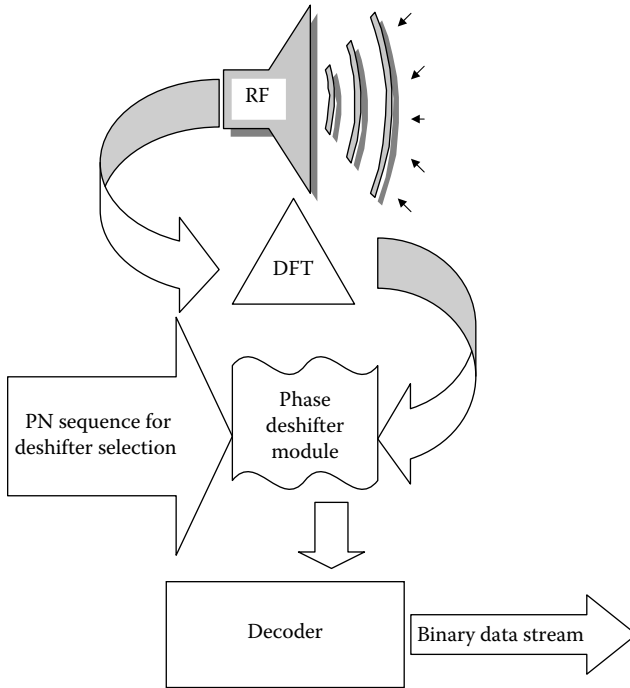 RF
DFT
PN sequence for
deshifter selection
Phase
deshifter
module
Decoder
Binary data stream